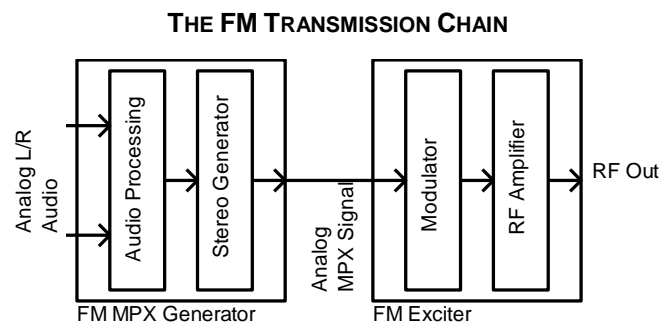 THE FM TRANSMISSION CHAIN
Analog L/R
Audio
Audio Processing
Stereo Generator
Analog
MPX Signal
Modulator
RF Amplifier
RF Out
FM MPX Generator
FM Exciter